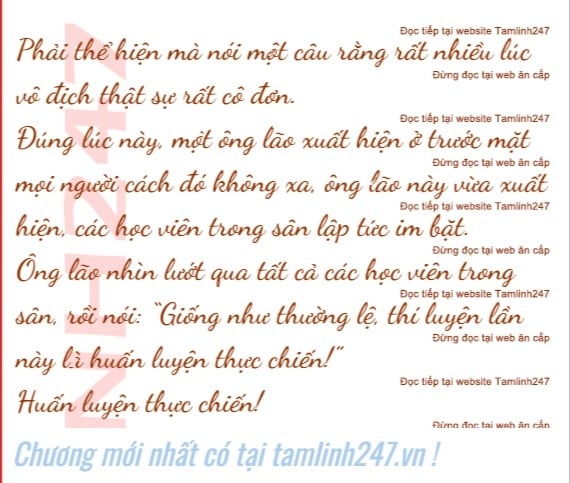 Đọc tiếp tại website Tamlinh247
Phải thể hiện mà nói một câu rằng rất nhiều lúc
Đừng đọc tại web ăn cắp
vô địch thật sự rất cô đơn.
Đọc tiếp tại website Tamlinh247
Đúng lúc này, một ông lão xuất hiện ở trước mặt
Đừng đọc tại web ăn cắp
mọi người cách đó không xa, ông lão này vừa xuất
Đọc tiếp tại website Tamlinh247
hiện, các học viên trong sân lập tức im bặt.
Đừng đọc tại web ăn cắp
Ông lão nhìn lướt qua tất cả các học viên trong
Đọc tiếp tại website Tamlinh247
sân, rồi nói: “Giống như thường lệ, thí luyện lần
Đừng đọc tại web ăn cắp
này l.ì huấn luyện thực chiến!”
Đọc tiếp tại website Tamlinh247
Huấn luyện thực chiến!
Đừng đọc tại web ăn cắp
NH247
Chương mới nhất có tại tamlinh247.vn !